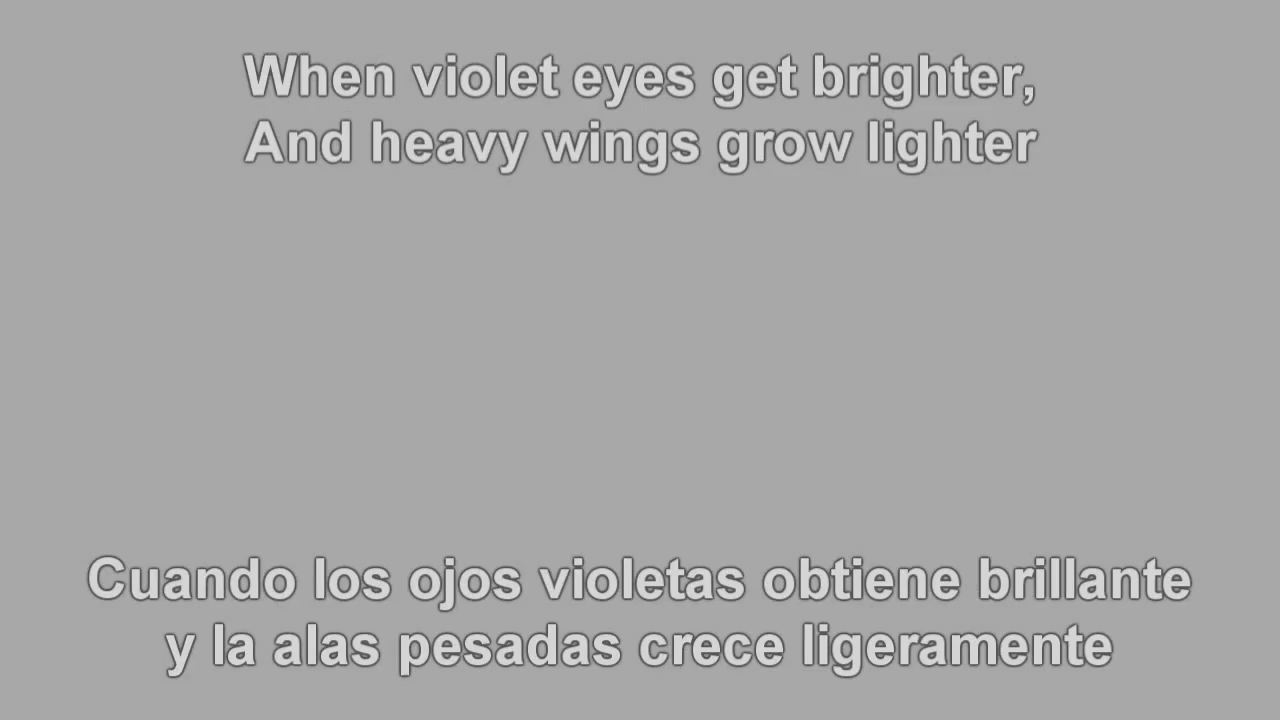 When violet eyes get brighter,
And heavy wings grow lighter
Cuando los ojos violetas obtiene brillante
y la alas pesadas crece ligeramente